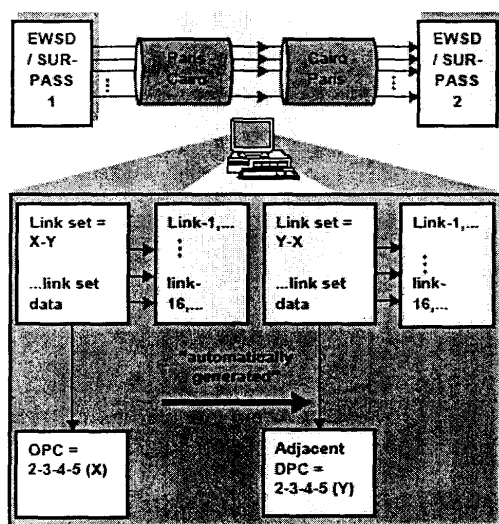 EWSD
/ SUR-
PASS
1
Paris
Cairo
Cairo
Paris
EWSD
/ SUR-
PASS
2
Link set =
X-Y
...link set
data
Link-1,...
link-
16,...
Link set =
Y-X
...link set
data
Link-1,...
link-
16,...
"automatically
generated"
OPC =
2-3-4-5 (X)
Adjacent
DPC =
2-3-4-5 (Y)